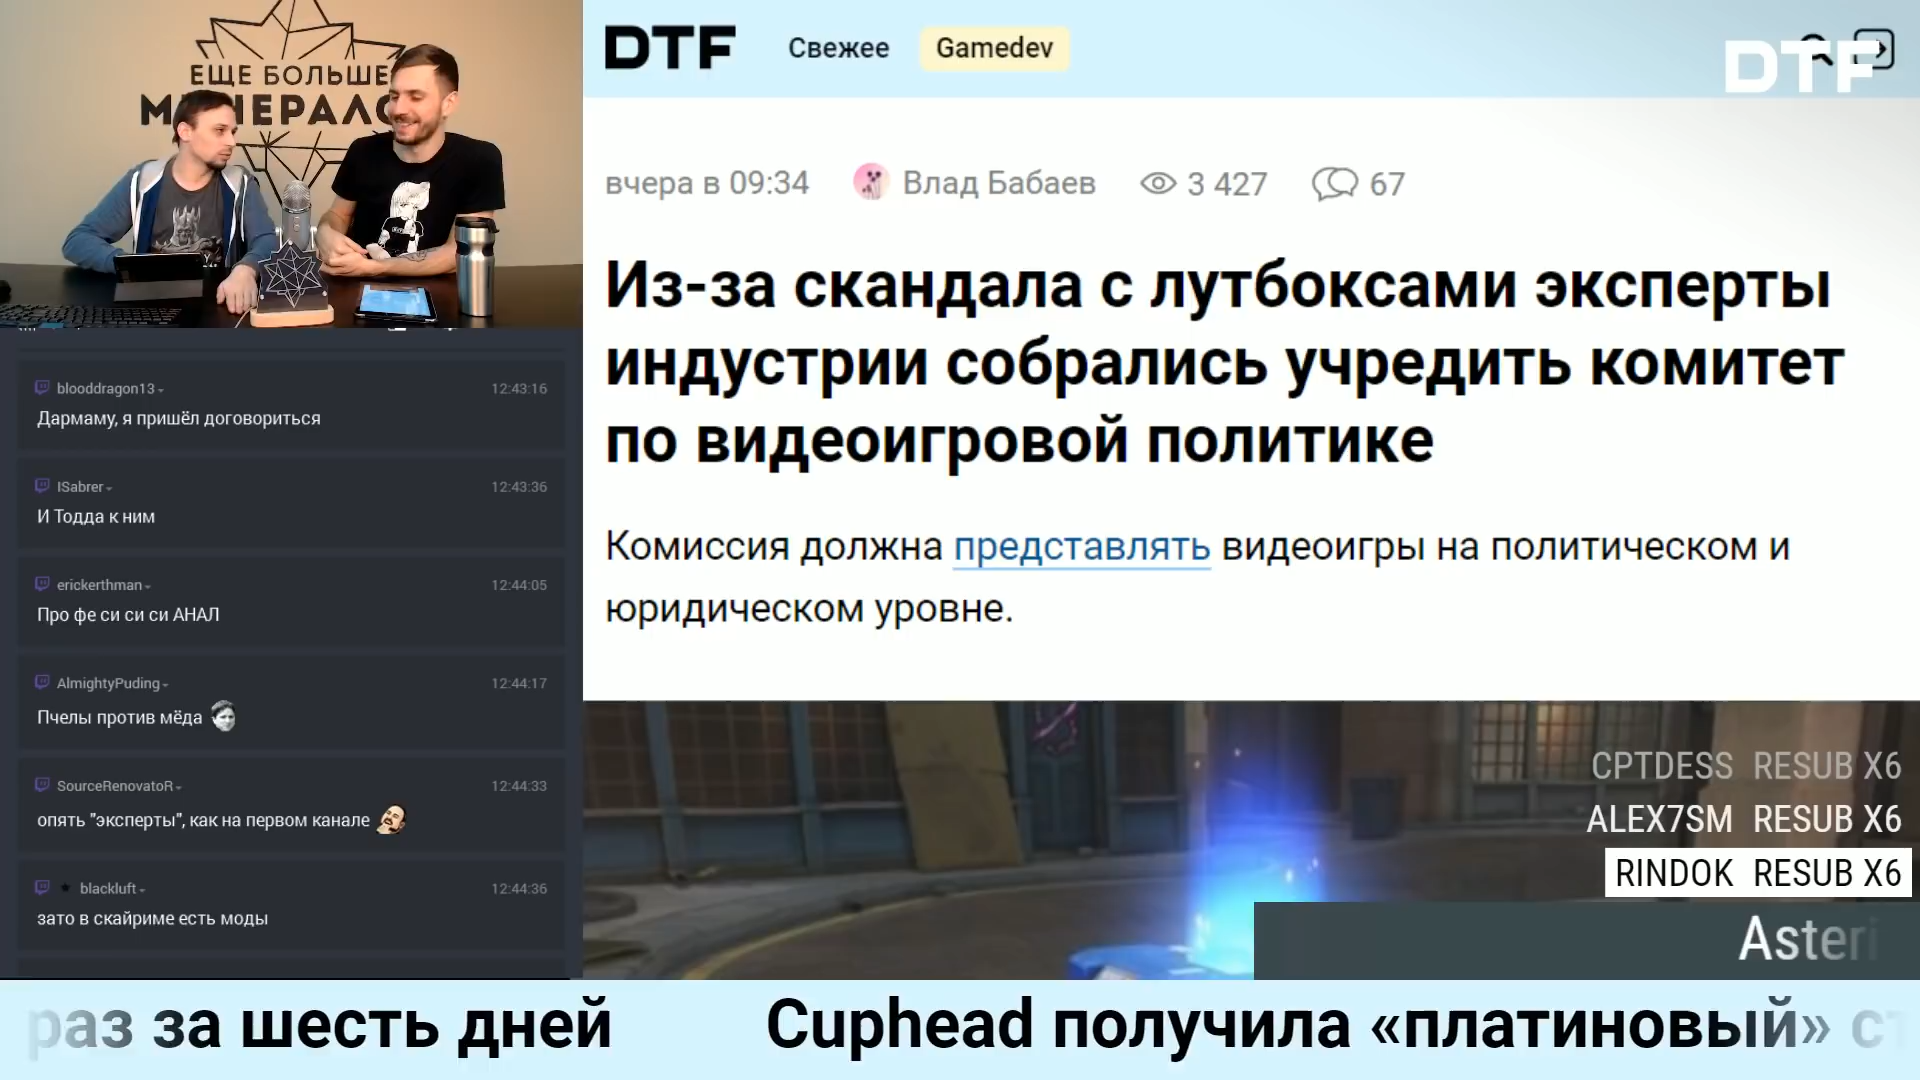 ЕЩЕ БОЛЬШЕ
DTF
Свежее
Gamedev
DTF
вчера в 09:34
Влад Бабаев
3 427
67
Из-за скандала с лутбоксами эксперты
индустрии собрались учредить комитет
по видеоигровой политике
Комиссия должна представлять видеоигры на политическом и
юридическом уровне.
blooddragon13
12:43:16
Дармаму, я пришёл договориться
ISabrer
12:43:36
И Тодда к ним
erickerthman
12:44:05
Про фе си си си АНАЛ
AlmightyPuding
12:44:17
Пчелы против мёда
SourceRenovatoR
12:44:33
опять "эксперты", как на первом канале
blackluft
12:44:36
зато в скайриме есть моды
CPTDESS RESUB X6
ALEX7SM RESUB X6
RINDOK RESUB X6
Asteri
раз за шесть дней
Cuphead получила «платиновый» ст